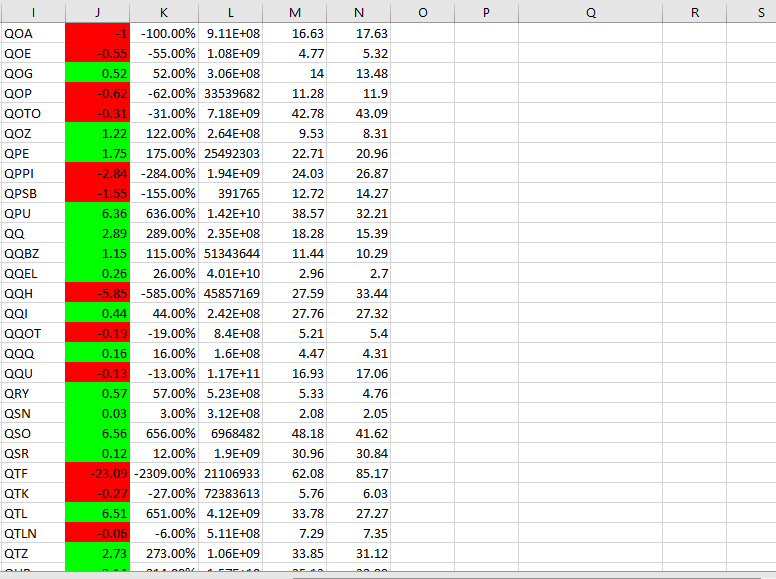 I J K L M N O P Q R S
QOA -1 -100.00% 9.11E+08 16.63 17.63
QOE -0.55 -55.00% 1.08E+09 4.77 5.32
QOG 0.52 52.00% 3.06E+08 14 13.48
QOP -0.62 -62.00% 33539682 11.28 11.9
QOTO -0.31 -31.00% 7.18E+09 42.78 43.09
QOZ 1.22 122.00% 2.64E+08 9.53 8.31
QPE 1.75 175.00% 25492303 22.71 20.96
QPPI -2.84 -284.00% 1.94E+09 24.03 26.87
QPSB -1.55 -155.00% 391765 12.72 14.27
QPU 6.36 636.00% 1.42E+10 38.57 32.21
QQ 2.89 289.00% 2.35E+08 18.28 15.39
QQBZ 1.15 115.00% 51343644 11.44 10.29
QQEL 0.26 26.00% 4.01E+10 2.96 2.7
QQH -5.85 -585.00% 45857169 27.59 33.44
QQI 0.44 44.00% 2.42E+08 27.76 27.32
QQOT -0.19 -19.00% 8.4E+08 5.21 5.4
QQQ 0.16 16.00% 1.6E+08 4.47 4.31
QQU -0.13 -13.00% 1.17E+11 16.93 17.06
QRY 0.57 57.00% 5.23E+08 5.33 4.76
QSN 0.03 3.00% 3.12E+08 2.08 2.05
QSO 6.56 656.00% 6968482 48.18 41.62
QSR 0.12 12.00% 1.9E+09 30.96 30.84
QTF -23.09 -2309.00% 21106933 62.08 85.17
QTK -0.27 -27.00% 72383613 5.76 6.03
QTL 6.51 651.00% 4.12E+09 33.78 27.27
QTLN -0.06 -6.00% 5.11E+08 7.29 7.35
QTZ 2.73 273.00% 1.06E+09 33.85 31.12